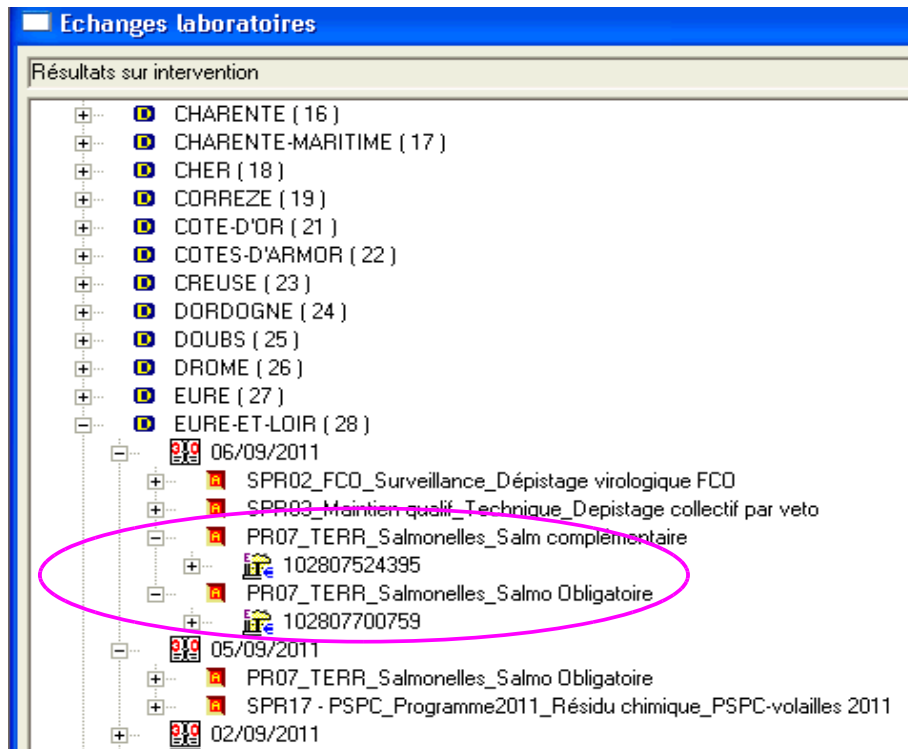 Echanges laboratoires
Résultats sur intervention
CHARENTE ( 16 )
CHARENTE-MARITIME ( 17 )
CHER ( 18 )
CORREZE ( 19 )
COTE-D'OR ( 21 )
COTES-D'ARMOR ( 22 )
CREUSE ( 23 )
DORDOGNE ( 24 )
DOUBS ( 25 )
DROME ( 26 )
EURE ( 27 )
EURE-ET-LOIR ( 28 )
06/09/2011
SPR02_FCO_Surveillance_Dépistage virologique FCO
SPR03_Maintien qualif_Technique_Depistage collectif par veto
PR07_TERR_Salmonelles_Salm complémentaire
102807524395
PR07_TERR_Salmonelles_Salmo Obligatoire
102807700759
05/09/2011
PR07_TERR_Salmonelles_Salmo Obligatoire
SPR17 - PSPC_Programme2011_Résidu chimique_PSPC-volailles 2011
02/09/2011